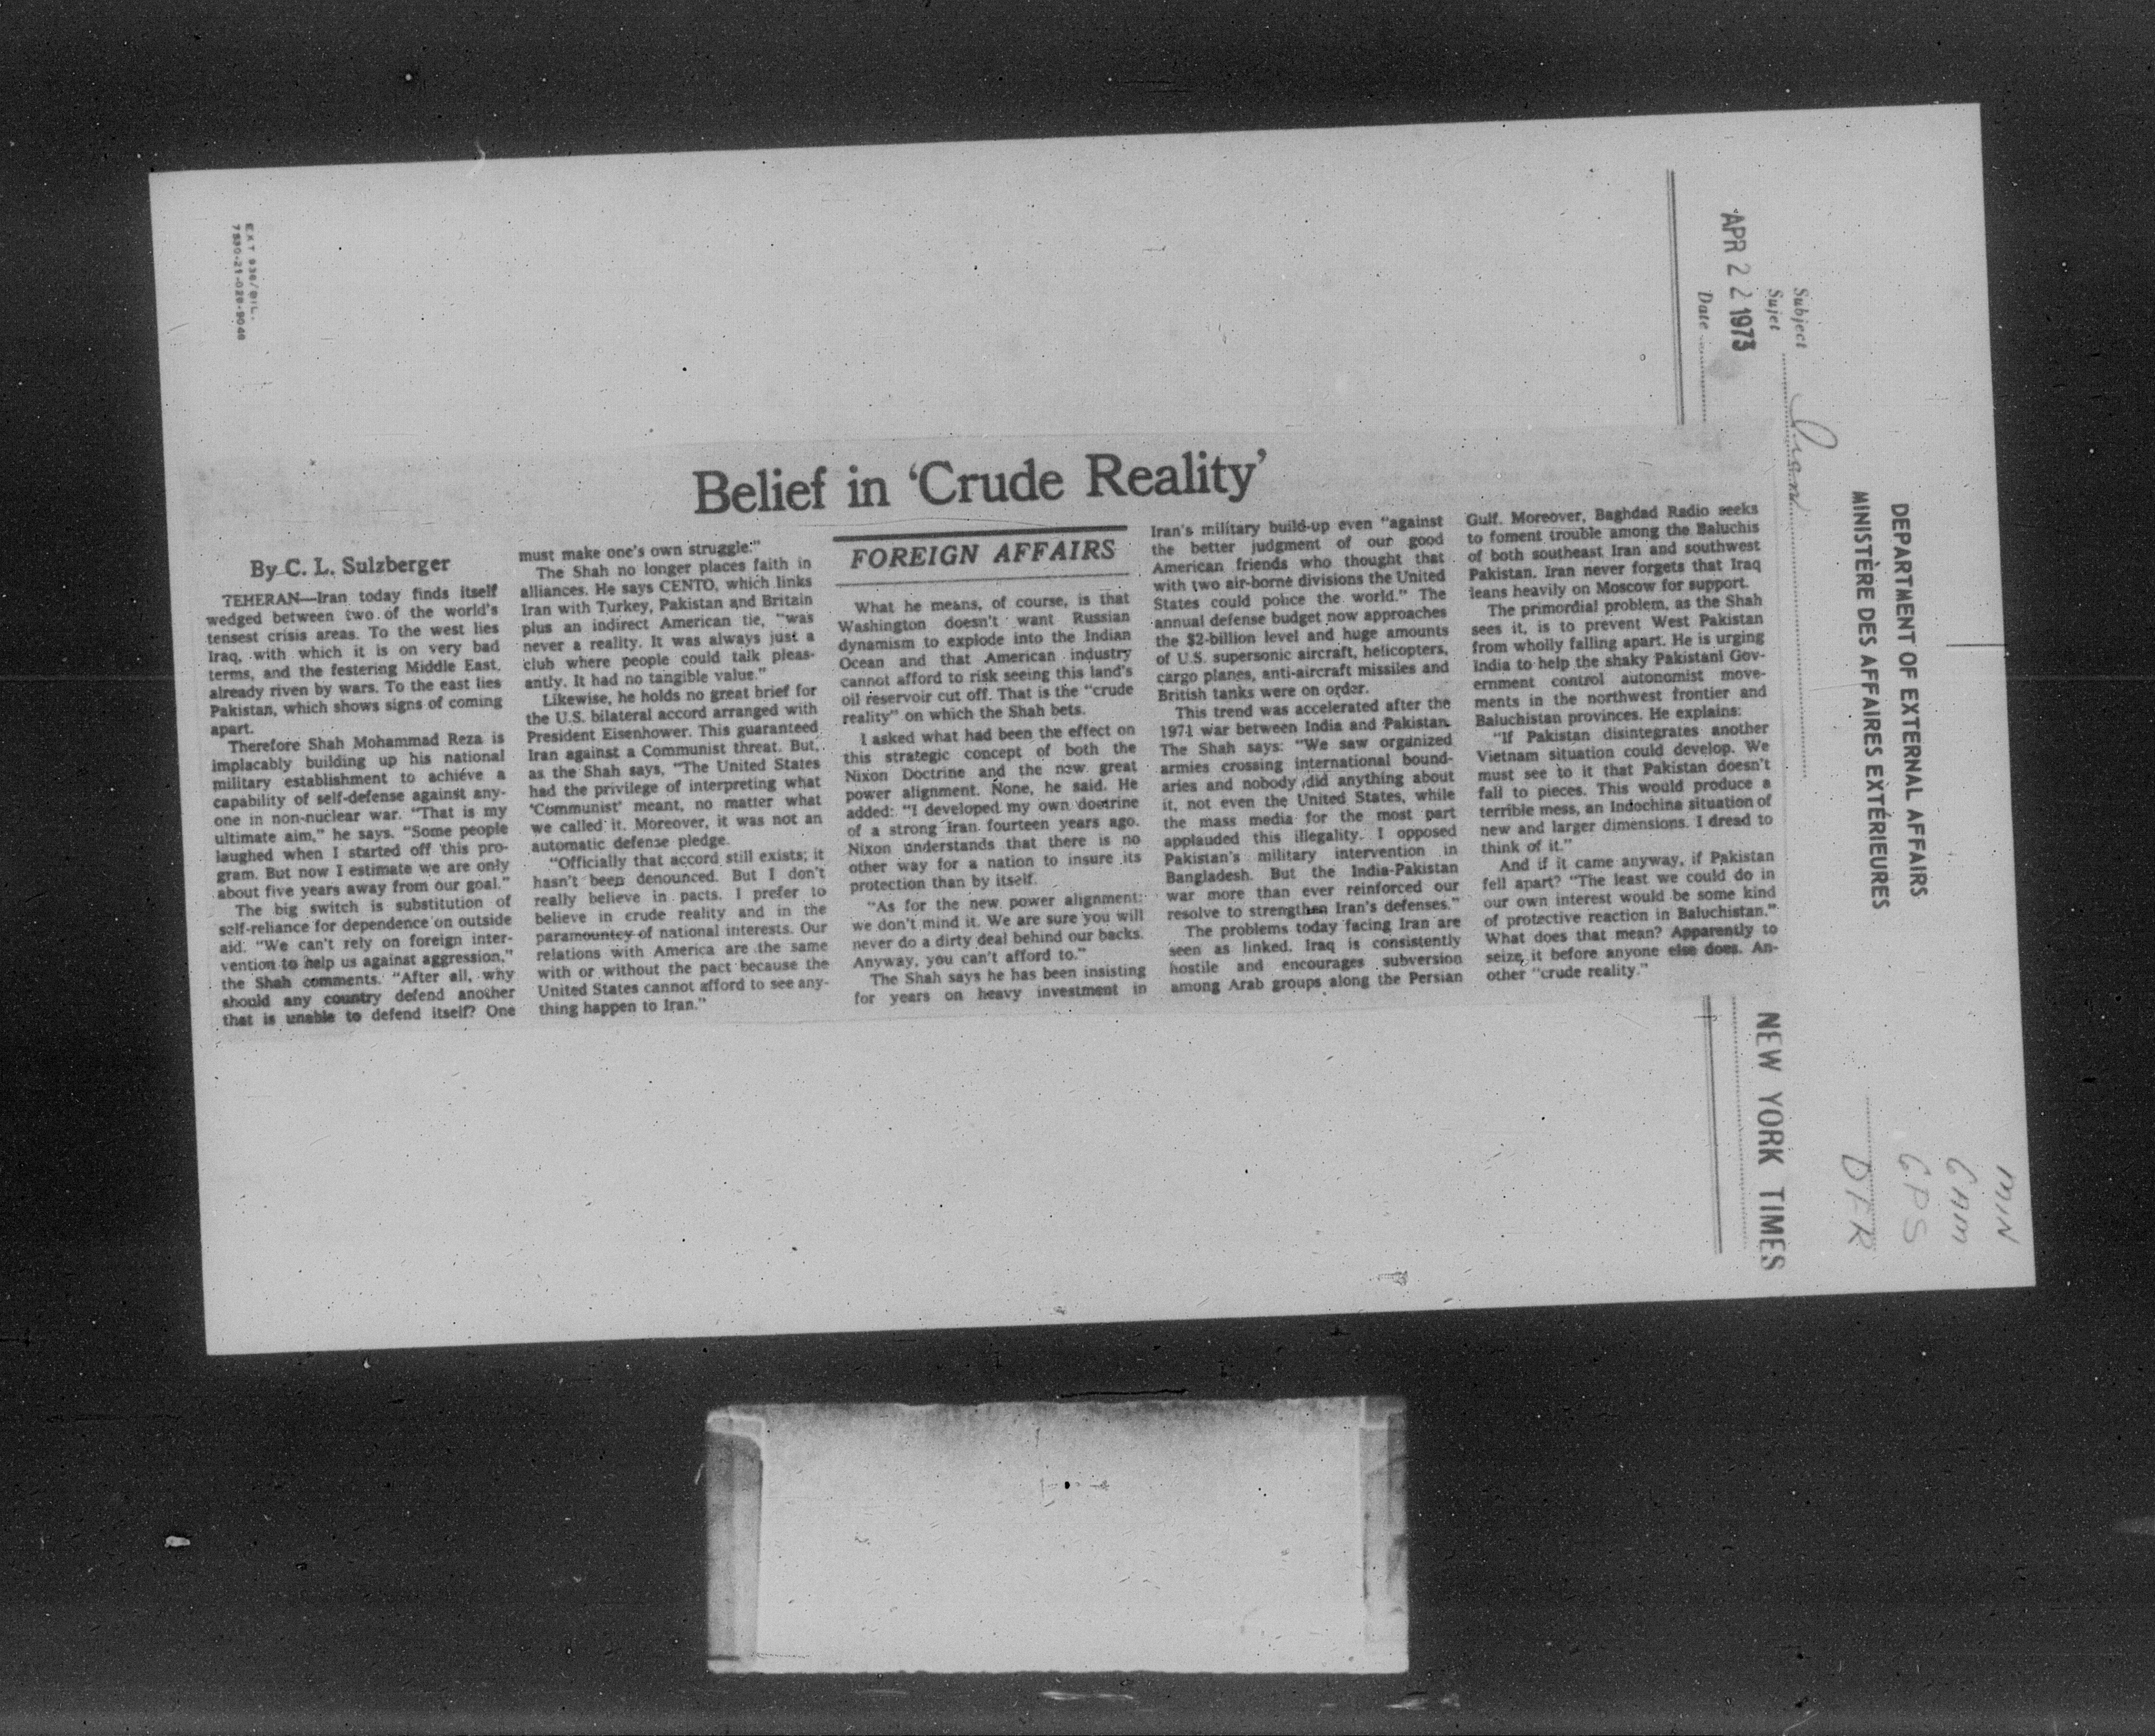 DEPARTMENT OF EXTERNAL AFFAIRS
MINISTÈRE DES AFFAIRES EXTÉRIEURES
Subject
Sujet
Iran
APR 22 1973
Date
NEW YORK TIMES
MIN
GAM
GPS
DFR
EXT 938/BIL.
7530-21-029-9048
Belief in ‘Crude Reality’
By C. L. Sulzberger
TEHERAN—Iran today finds itself
wedged between two of the world's
tensest crisis areas. To the west lies
Iraq, with which it is on very bad
terms, and the festering Middle East,
already riven by wars. To the east lies
Pakistan, which shows signs of coming
apart.
Therefore Shah Mohammad Reza is
implacably building up his national
military establishment to achieve a
capability of self-defense against any-
one in non-nuclear war. “That is my
ultimate aim,” he says. “Some people
laughed when I started off this pro-
gram. But now I estimate we are only
about five years away from our goal.”
The big switch is substitution of
self-reliance for dependence on outside
aid. “We can't rely on foreign inter-
vention to help us against aggression,”
the Shah comments. “After all, why
should any country defend another
that is unable to defend itself? One
must make one's own struggle.”
The Shah no longer places faith in
alliances. He says CENTO, which links
Iran with Turkey, Pakistan and Britain
plus an indirect American tie, “was
never a reality. It was always just a
club where people could talk pleas-
antly. It had no tangible value.”
Likewise, he holds no great brief for
the U.S. bilateral accord arranged with
President Eisenhower. This guaranteed
Iran against a Communist threat. But,
as the Shah says, “The United States
had the privilege of interpreting what
‘Communist’ meant, no matter what
we called it. Moreover, it was not an
automatic defense pledge.
“Officially that accord still exists; it
hasn't been denounced. But I don't
really believe in pacts. I prefer to
believe in crude reality and in the
paramountcy of national interests. Our
relations with America are the same
with or without the pact because the
United States cannot afford to see any-
thing happen to Iran.”
FOREIGN AFFAIRS
What he means, of course, is that
Washington doesn't want Russian
dynamism to explode into the Indian
Ocean and that American industry
cannot afford to risk seeing this land's
oil reservoir cut off. That is the “crude
reality” on which the Shah bets.
I asked what had been the effect on
this strategic concept of both the
Nixon Doctrine and the new great
power alignment. None, he said. He
added: “I developed my own doctrine
of a strong Iran fourteen years ago.
Nixon understands that there is no
other way for a nation to insure its
protection than by itself.
“As for the new power alignment:
we don't mind it. We are sure you will
never do a dirty deal behind our backs.
Anyway, you can't afford to.”
The Shah says he has been insisting
for years on heavy investment in
Iran's military build-up even “against
the better judgment of our good
American friends who thought that
with two air-borne divisions the United
States could police the world.” The
annual defense budget now approaches
the $2-billion level and huge amounts
of U.S. supersonic aircraft, helicopters,
cargo planes, anti-aircraft missiles and
British tanks were on order.
This trend was accelerated after the
1971 war between India and Pakistan.
The Shah says: “We saw organized
armies crossing international bound-
aries and nobody did anything about
it, not even the United States, while
the mass media for the most part
applauded this illegality. I opposed
Pakistan's military intervention in
Bangladesh. But the India-Pakistan
war more than ever reinforced our
resolve to strengthen Iran's defenses.”
The problems today facing Iran are
seen as linked. Iraq is consistently
hostile and encourages subversion
among Arab groups along the Persian
Gulf. Moreover, Baghdad Radio seeks
to foment trouble among the Baluchis
of both southeast Iran and southwest
Pakistan. Iran never forgets that Iraq
leans heavily on Moscow for support.
The primordial problem, as the Shah
sees it, is to prevent West Pakistan
from wholly falling apart. He is urging
India to help the shaky Pakistani Gov-
ernment control autonomist move-
ments in the northwest frontier and
Baluchistan provinces. He explains:
“If Pakistan disintegrates another
Vietnam situation could develop. We
must see to it that Pakistan doesn't
fall to pieces. This would produce a
terrible mess, an Indochina situation of
new and larger dimensions. I dread to
think of it.”
And if it came anyway, if Pakistan
fell apart? “The least we could do in
our own interest would be some kind
of protective reaction in Baluchistan.”
What does that mean? Apparently to
seize it before anyone else does. An-
other “crude reality.”